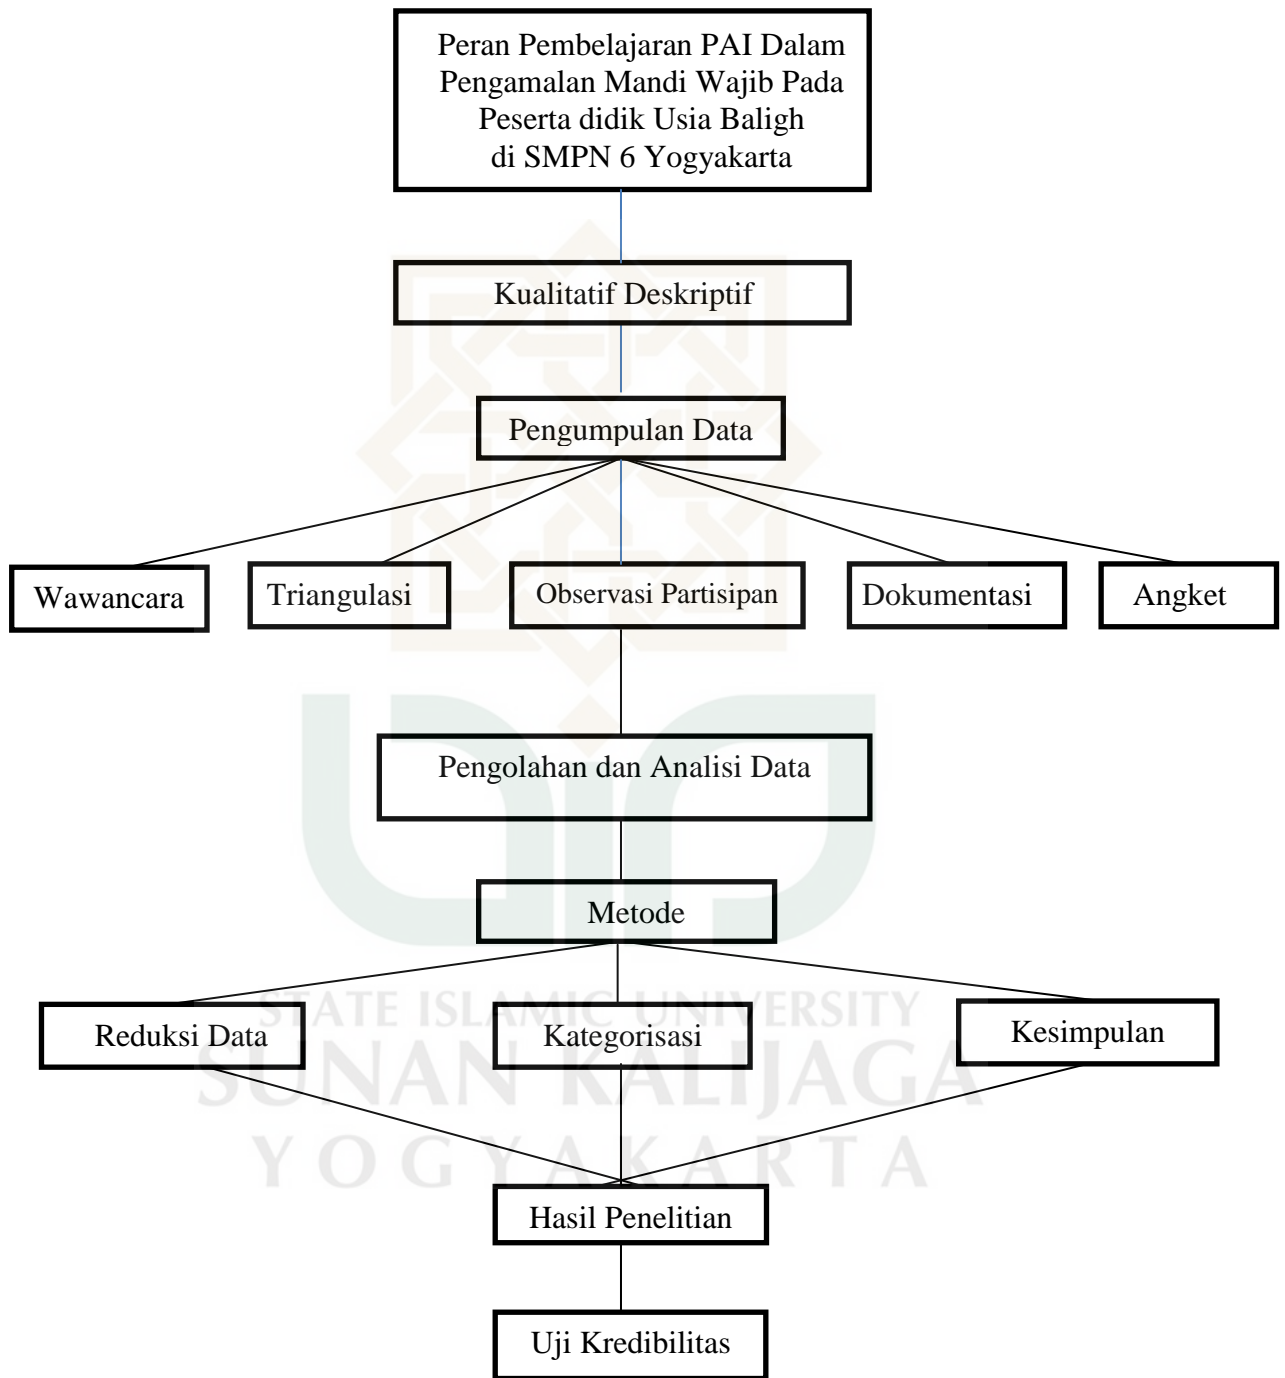 Peran Pembelajaran PAI Dalam
Pengamalan Mandi Wajib Pada
Peserta didik Usia Baligh
di SMPN 6 Yogyakarta
Kualitatif Deskriptif
Pengumpulan Data
Wawancara
Triangulasi
Observasi Partisipan
Dokumentasi
Angket
Pengolahan dan Analisi Data
Metode
Reduksi Data
Kategorisasi
Kesimpulan
STATE ISLAMIC UNIVERSITY
SUNAN KALIJAGA
YOGYAKARTA
Hasil Penelitian
Uji Kredibilitas